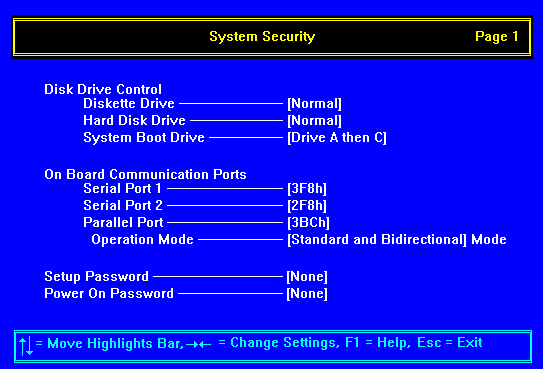 System Security Page 1
Disk Drive Control
Diskette Drive [Normal]
Hard Disk Drive [Normal]
System Boot Drive [Drive A then C]
On Board Communication Ports
Serial Port 1 [3F8h]
Serial Port 2 [2F8h]
Parallel Port [3BCh]
Operation Mode [Standard and Bidirectional] Mode
Setup Password [None]
Power On Password [None]
↑↓ = Move Highlights Bar, →← = Change Settings, F1 = Help, Esc = Exit